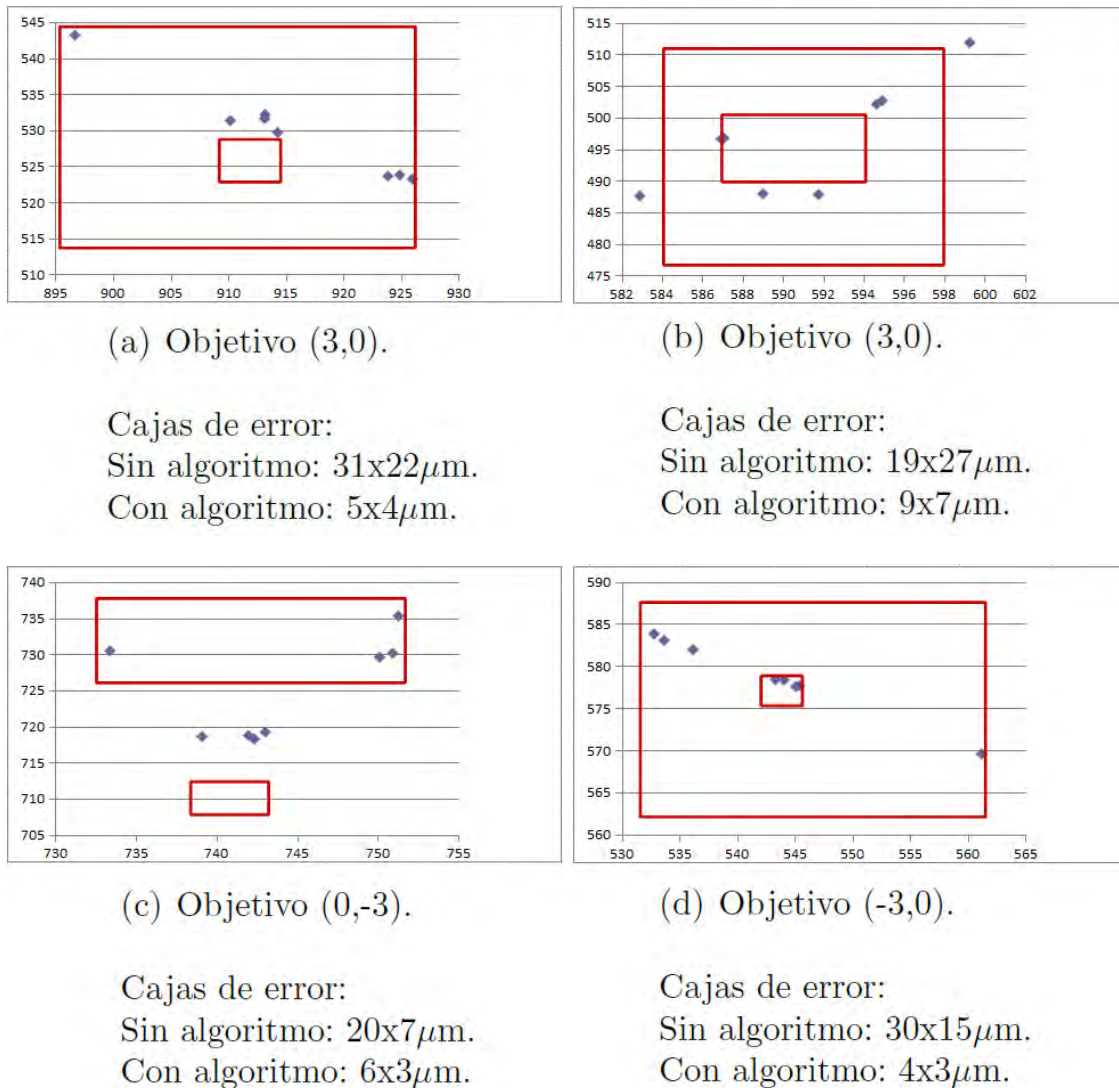 545
540
535
530
525
520
515
510
895 900 905 910 915 920 925 930
515
510
505
500
495
490
485
480
475
582 584 586 588 590 592 594 596 598 600 602
(a) Objetivo (3,0).
Cajas de error:
Sin algoritmo: 31x22μm.
Con algoritmo: 5x4μm.
(b) Objetivo (3,0).
Cajas de error:
Sin algoritmo: 19x27μm.
Con algoritmo: 9x7μm.
740
735
730
725
720
715
710
705
730 735 740 745 750 755
590
585
580
575
570
565
560
530 535 540 545 550 555 560 565
(c) Objetivo (0,-3).
Cajas de error:
Sin algoritmo: 20x7μm.
Con algoritmo: 6x3μm.
(d) Objetivo (-3,0).
Cajas de error:
Sin algoritmo: 30x15μm.
Con algoritmo: 4x3μm.